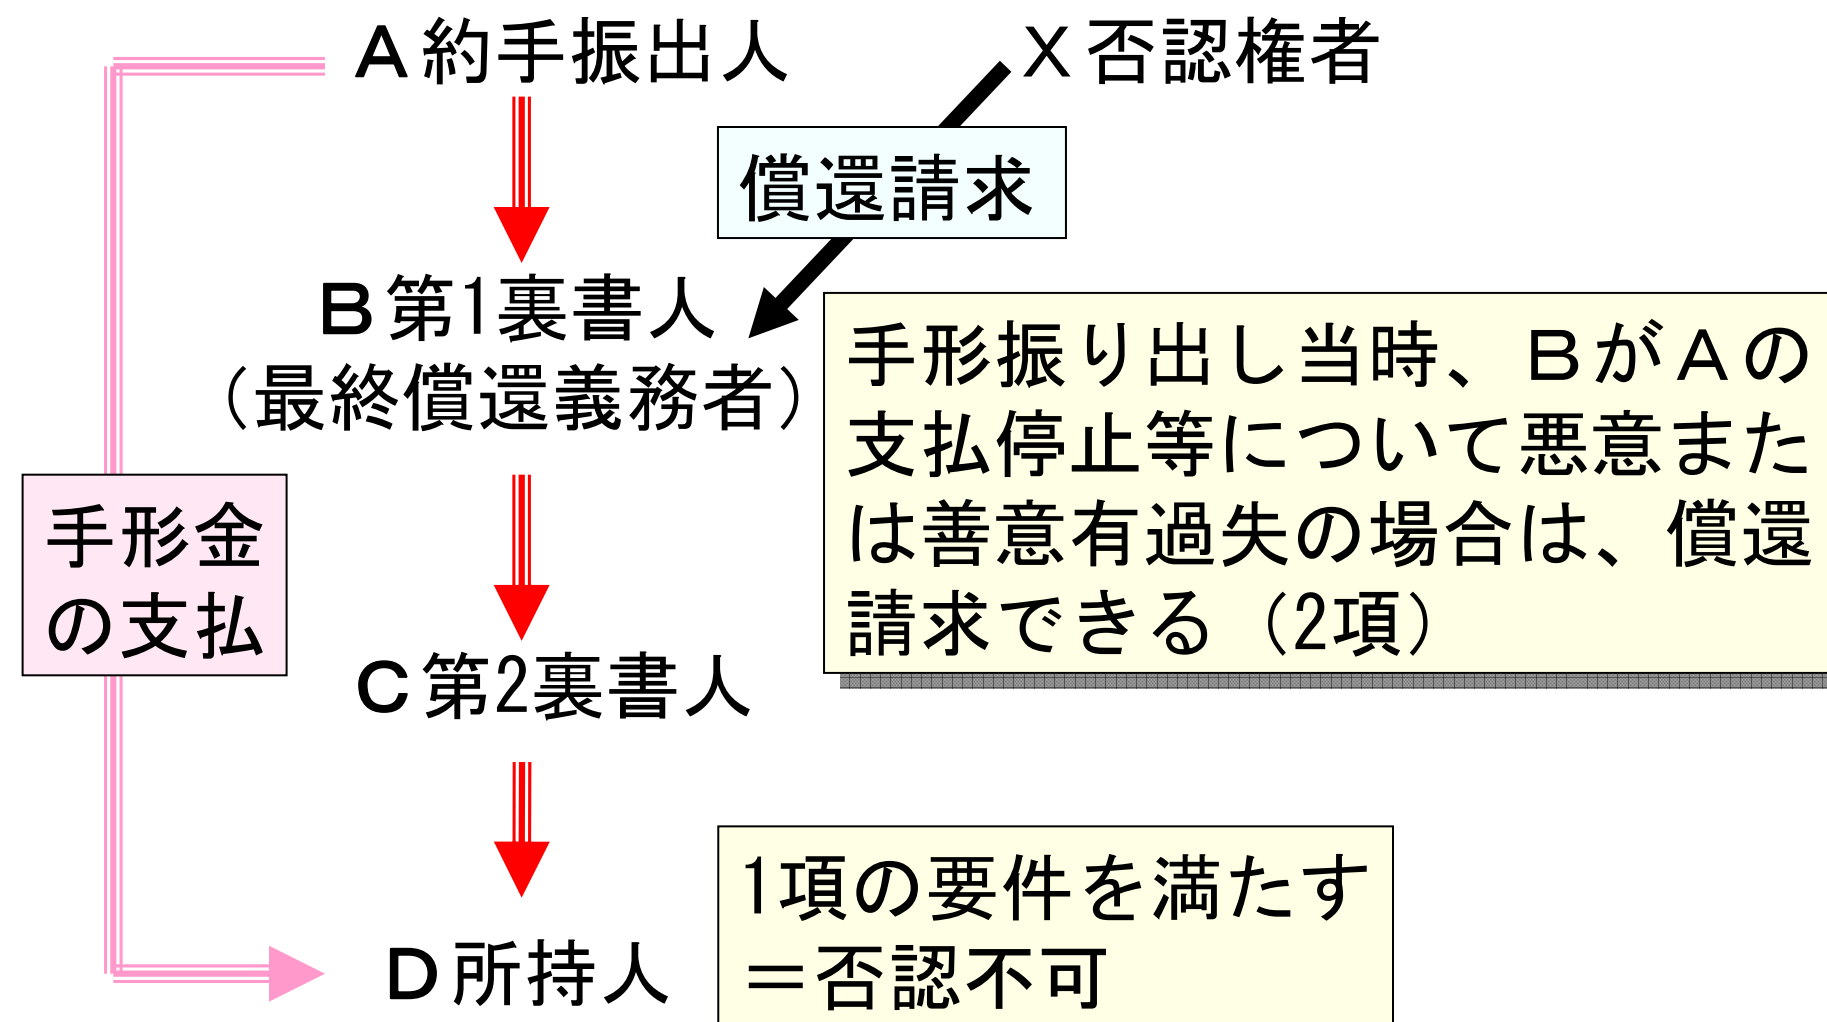 A約手振出人
X否認権者
償還請求
B第1裏書人
（最終償還義務者）
手形振り出し当時、BがAの
支払停止等について悪意また
は善意有過失の場合は、償還
請求できる（2項）
手形金
の支払
C第2裏書人
D所持人
1項の要件を満たす
＝否認不可